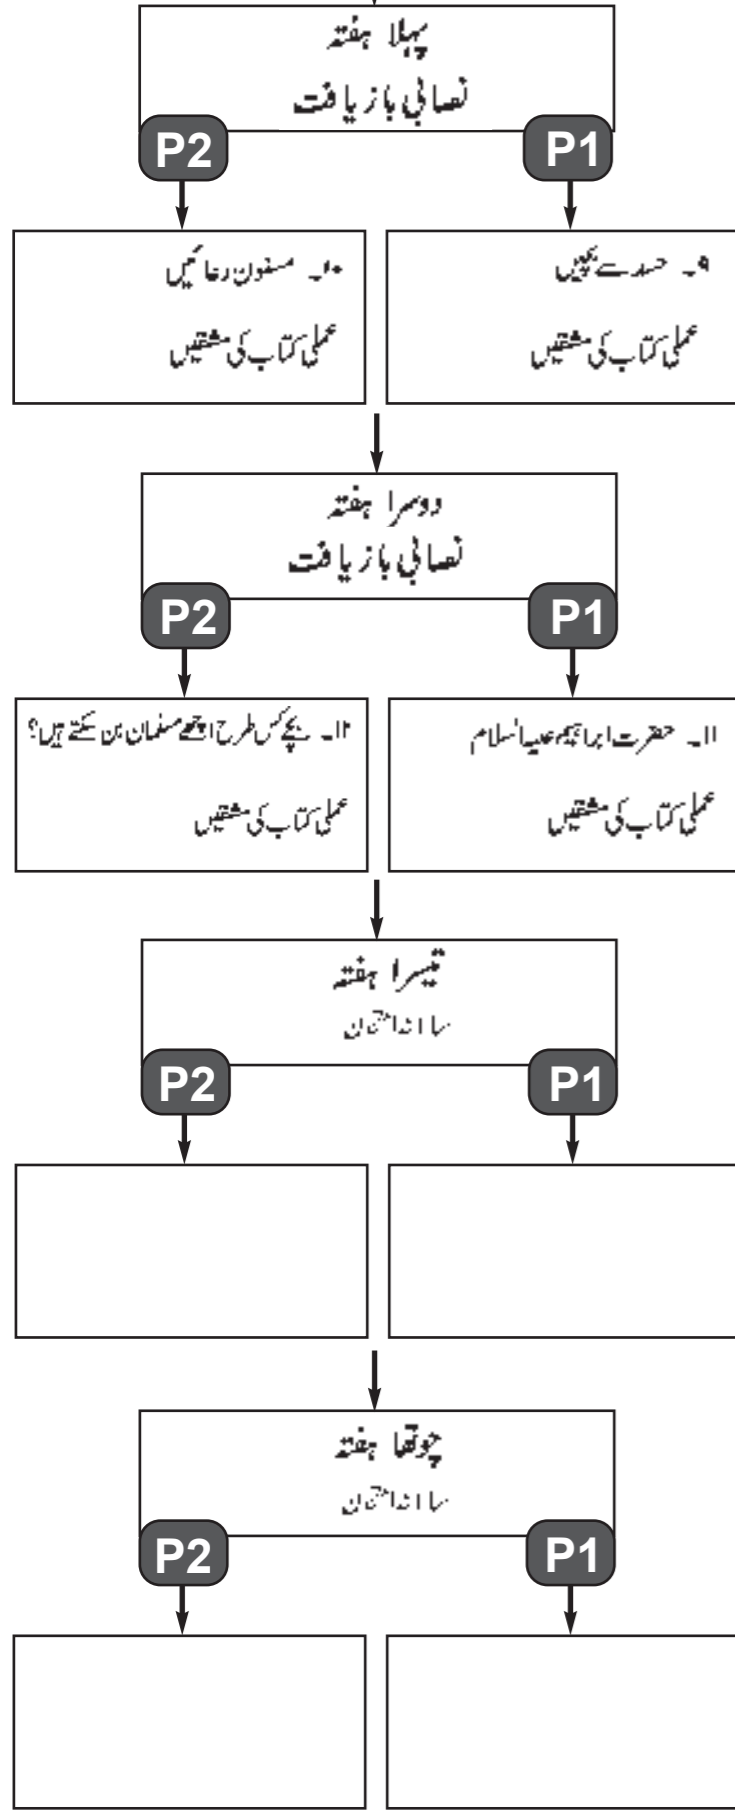 پہلا ہفتہ
نصابی بازیافت
P1
P2
۹۔ حسد سے بچیں
عملی کتاب کی مشقیں
۱۰۔ مسنون دعائیں
عملی کتاب کی مشقیں
دوسرا ہفتہ
نصابی بازیافت
P1
P2
۱۱۔ حضرت ابراہیم علیہ السلام
عملی کتاب کی مشقیں
۱۲۔ بچے کس طرح اچھے مسلمان بن سکتے ہیں؟
عملی کتاب کی مشقیں
تیسرا ہفتہ
سالانہ امتحان
P1
P2
چوتھا ہفتہ
سالانہ امتحان
P1
P2